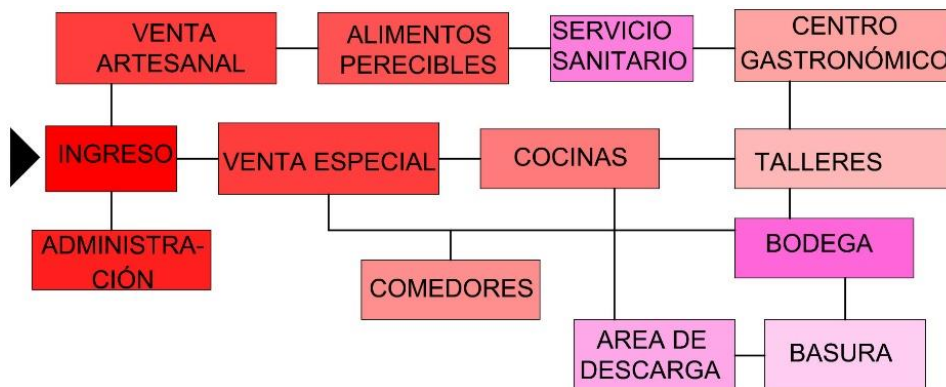 VENTA
ARTESANAL
ALIMENTOS
PERECIBLES
SERVICIO
SANITARIO
CENTRO
GASTRONÓMICO
INGRESO
VENTA ESPECIAL
COCINAS
TALLERES
ADMINISTRA-
CIÓN
BODEGA
COMEDORES
AREA DE
DESCARGA
BASURA